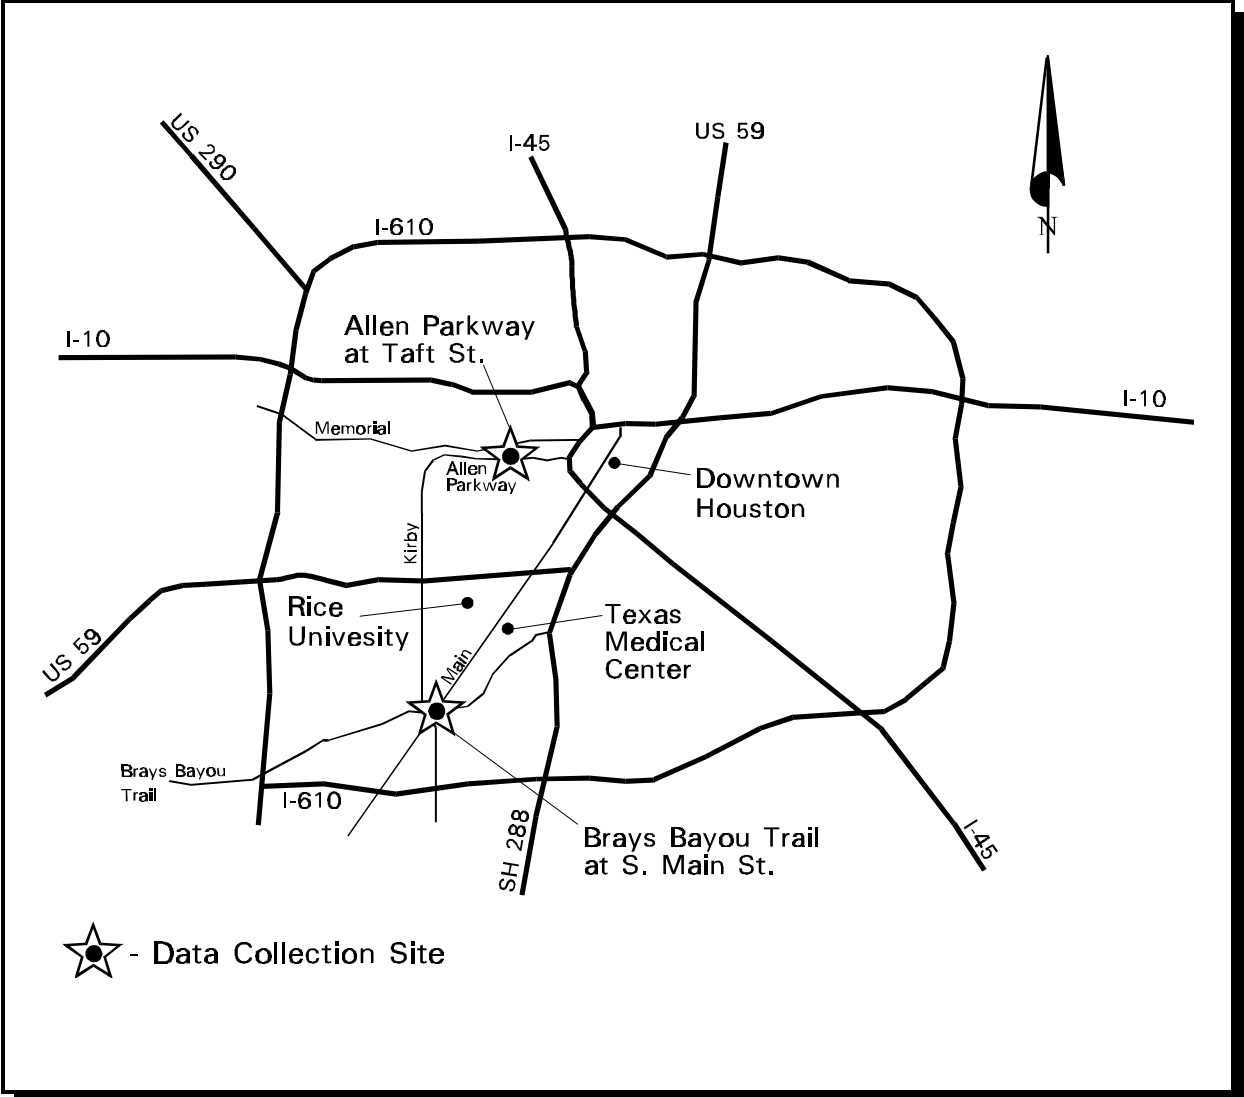 US 290
I-45
US 59
I-610
N
I-10
Allen Parkway
at Taft St.
I-10
Memorial
Allen
Parkway
Downtown
Houston
Kirby
Rice
Univesity
Texas
Medical
Center
US 59
Main
Brays Bayou
Trail
I-610
SH 288
Brays Bayou Trail
at S. Main St.
I-45
- Data Collection Site